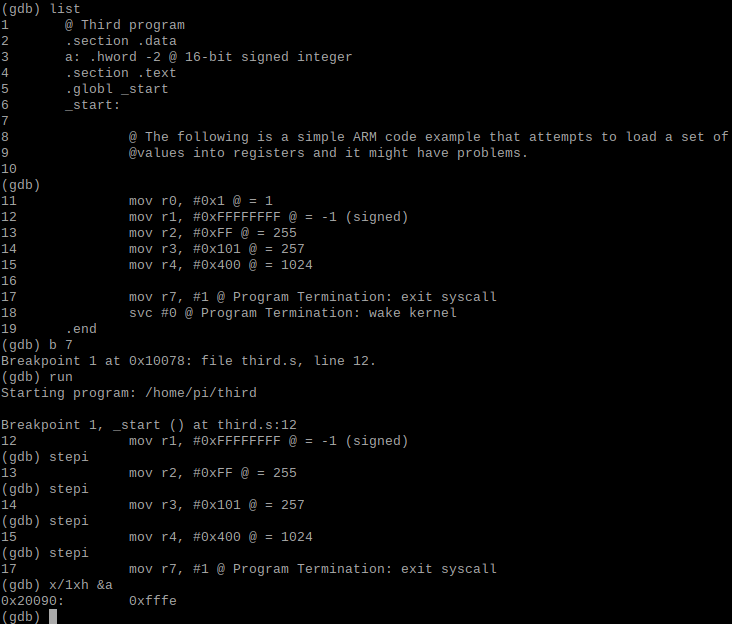 (gdb) list
1       @ Third program
2       .section .data
3       a: .hword -2 @ 16-bit signed integer
4       .section .text
5       .globl _start
6       _start:
7
8               @ The following is a simple ARM code example that attempts to load a set of
9               @values into registers and it might have problems.
10
(gdb)
11              mov r0, #0x1 @ = 1
12              mov r1, #0xFFFFFFFF @ = -1 (signed)
13              mov r2, #0xFF @ = 255
14              mov r3, #0x101 @ = 257
15              mov r4, #0x400 @ = 1024
16
17              mov r7, #1 @ Program Termination: exit syscall
18              svc #0 @ Program Termination: wake kernel
19      .end
(gdb) b 7
Breakpoint 1 at 0x10078: file third.s, line 12.
(gdb) run
Starting program: /home/pi/third

Breakpoint 1, _start () at third.s:12
12              mov r1, #0xFFFFFFFF @ = -1 (signed)
(gdb) stepi
13              mov r2, #0xFF @ = 255
(gdb) stepi
14              mov r3, #0x101 @ = 257
(gdb) stepi
15              mov r4, #0x400 @ = 1024
(gdb) stepi
17              mov r7, #1 @ Program Termination: exit syscall
(gdb) x/1xh &a
0x20090:        0xfffe
(gdb)